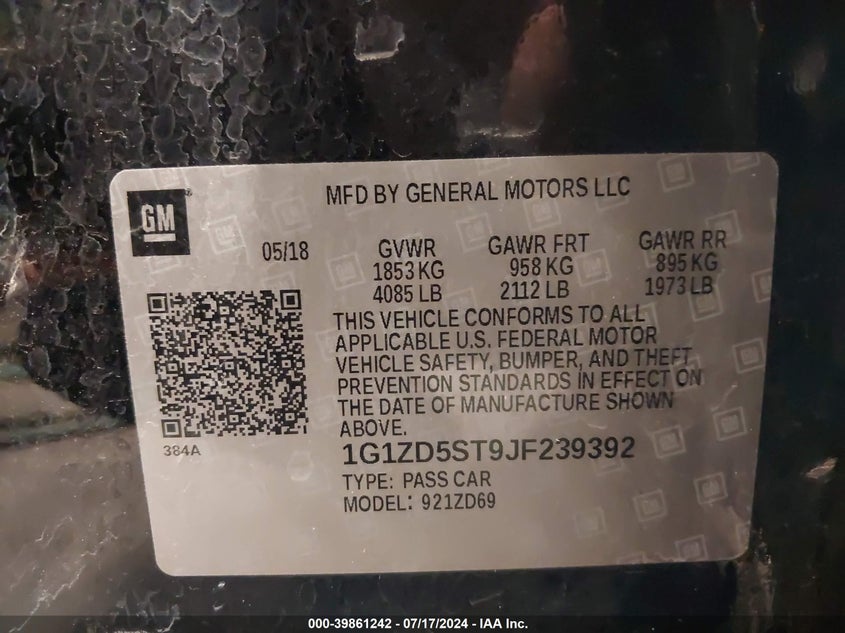 MFD BY GENERAL MOTORS LLC
GM
05/18
GVWR GAWR FRT GAWR RR
1853 KG 958 KG 895 KG
4085 LB 2112 LB 1973 LB
THIS VEHICLE CONFORMS TO ALL
APPLICABLE U.S. FEDERAL MOTOR
VEHICLE SAFETY, BUMPER, AND THEFT
PREVENTION STANDARDS IN EFFECT ON
THE DATE OF MANUFACTURE SHOWN
ABOVE.
384A
1G1ZD5ST9JF239392
TYPE: PASS CAR
MODEL: 921ZD69
000-39861242 - 07/17/2024 - IAA Inc.